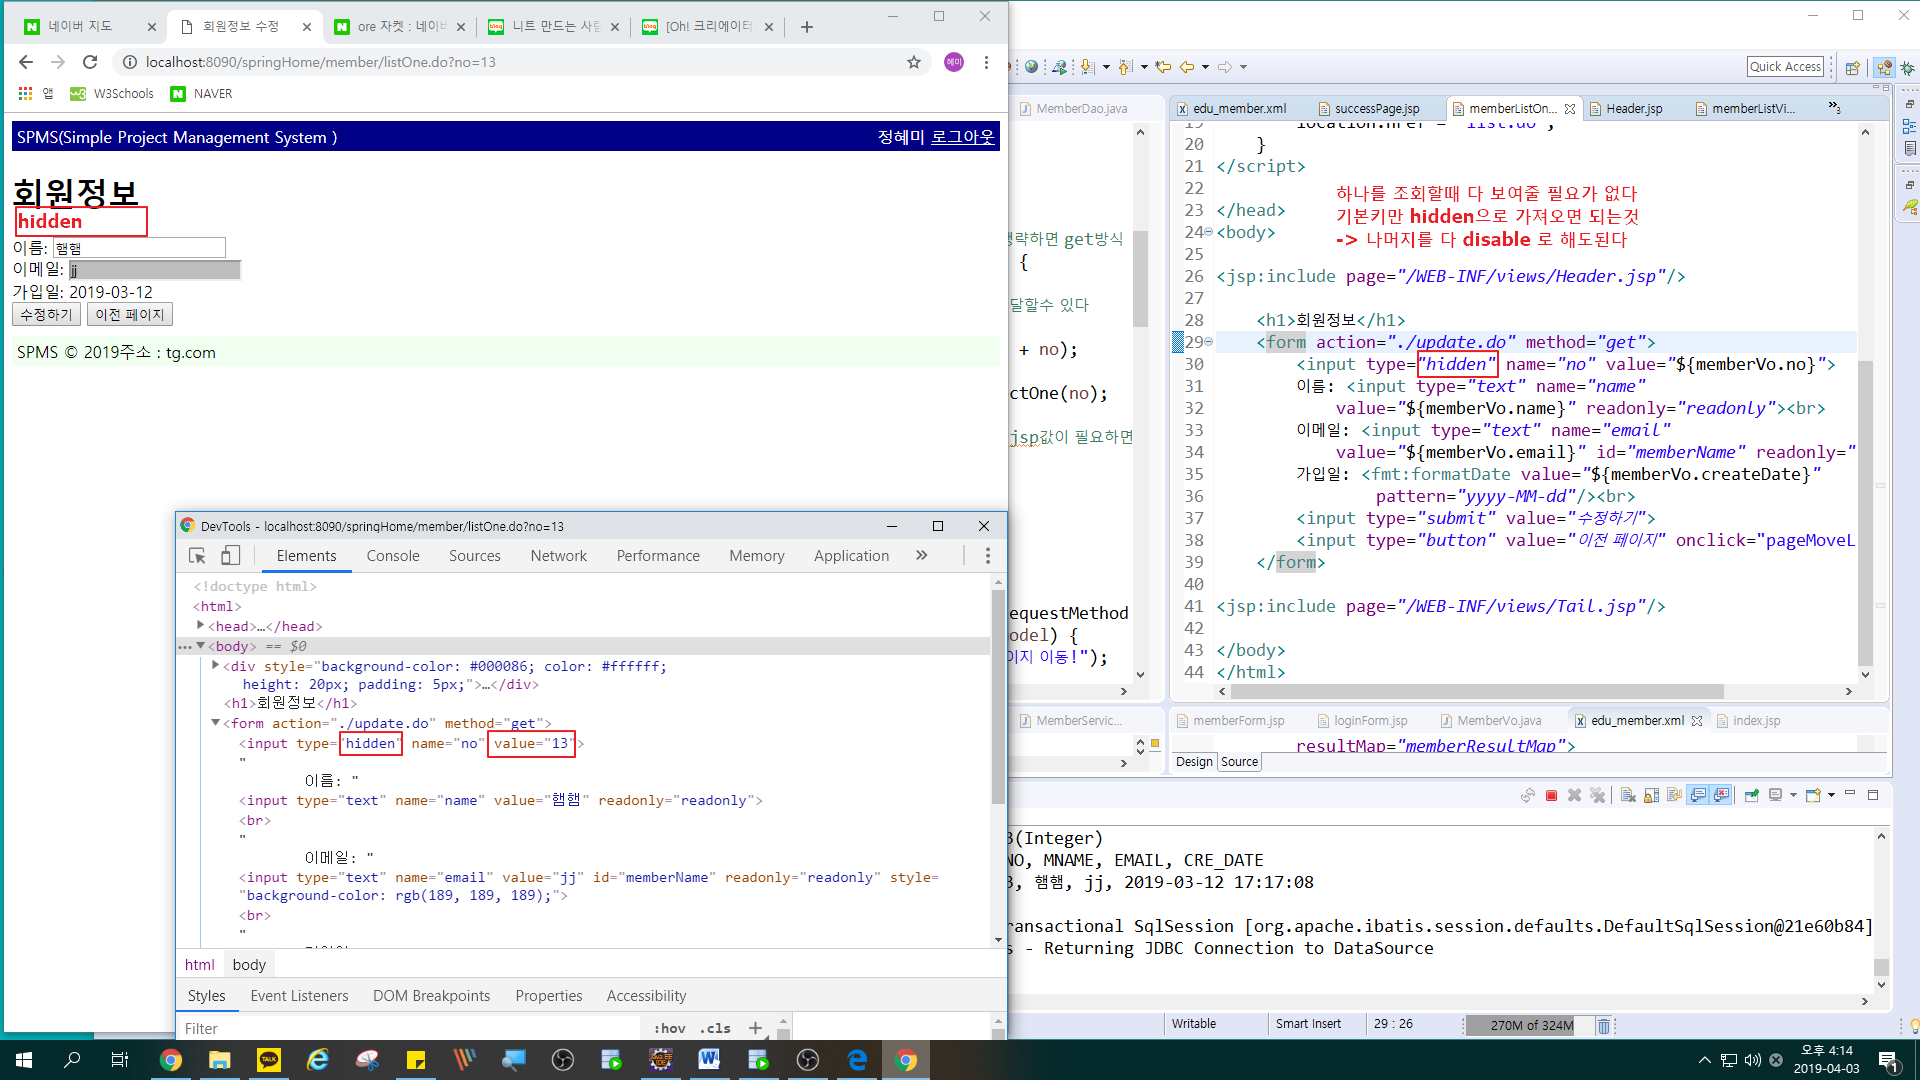 네이버 지도
회원정보 수정
ore 자켓 : 네이버
니트 만드는 사람
[Oh! 크리에이터
localhost:8090/springHome/member/listOne.do?no=13
혜미
앱
W3Schools
NAVER
SPMS(Simple Project Management System )
정혜미 로그아웃
회원정보
hidden
이름: 햄햄
이메일: jj
가입일: 2019-03-12
수정하기
이전 페이지
SPMS © 2019주소 : tg.com
DevTools - localhost:8090/springHome/member/listOne.do?no=13
Elements Console Sources Network Performance Memory Application »
<!doctype html>
<html>
<head>…</head>
<body> == $0
<div style="background-color: #000086; color: #ffffff;
height: 20px; padding: 5px;">…</div>
<h1>회원정보</h1>
<form action="./update.do" method="get">
<input type="hidden" name="no" value="13">
"
이름: "
<input type="text" name="name" value="햄햄" readonly="readonly">
<br>
"
이메일: "
<input type="text" name="email" value="jj" id="memberName" readonly="readonly" style=
"background-color: rgb(189, 189, 189);">
<br>
"
html body
Styles Event Listeners DOM Breakpoints Properties Accessibility
Filter
:hov .cls +
Quick Access
MemberDao.java
략하면 get방식
{
달할수 있다
+ no);
ctOne(no);
jsp값이 필요하면
equestMethod
odel) {
이지 이동!");
MemberServic...
edu_member.xml
successPage.jsp
memberListOn...
Header.jsp
memberListVi...
»3
19 location.href = "list.do";
20 }
21 </script>
22
23 </head>
24 <body>
25
하나를 조회할때 다 보여줄 필요가 없다
기본키만 hidden으로 가져오면 되는것
-> 나머지를 다 disable 로 해도된다
26 <jsp:include page="/WEB-INF/views/Header.jsp"/>
27
28 <h1>회원정보</h1>
29 <form action="./update.do" method="get">
30 <input type="hidden" name="no" value="${memberVo.no}">
31 이름: <input type="text" name="name"
32 value="${memberVo.name}" readonly="readonly"><br>
33 이메일: <input type="text" name="email"
34 value="${memberVo.email}" id="memberName" readonly="
35 가입일: <fmt:formatDate value="${memberVo.createDate}"
36 pattern="yyyy-MM-dd"/><br>
37 <input type="submit" value="수정하기">
38 <input type="button" value="이전 페이지" onclick="pageMoveL
39 </form>
40
41 <jsp:include page="/WEB-INF/views/Tail.jsp"/>
42
43 </body>
44 </html>
memberForm.jsp
loginForm.jsp
MemberVo.java
edu_member.xml
index.jsp
resultMap="memberResultMap">
Design Source
3(Integer)
NO, MNAME, EMAIL, CRE_DATE
3, 햄햄, jj, 2019-03-12 17:17:08
ransactional SqlSession [org.apache.ibatis.session.defaults.DefaultSqlSession@21e60b84]
s - Returning JDBC Connection to DataSource
Writable
Smart Insert
29 : 26
270M of 324M
TALK
오후 4:14
2019-04-03
1